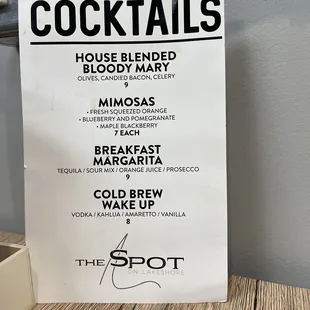 COCKTAILS
HOUSE BLENDED
BLOODY MARY
OLIVES, CANDIED BACON, CELERY
9
MIMOSAS
• FRESH SQUEEZED ORANGE
• BLUEBERRY AND POMEGRANATE
• MAPLE BLACKBERRY
7 EACH
BREAKFAST
MARGARITA
TEQUILA / SOUR MIX / ORANGE JUICE / PROSECCO
9
COLD BREW
WAKE UP
VODKA / KAHLUA / AMARETTO / VANILLA
8
THE SPOT
ON LAKESHORE